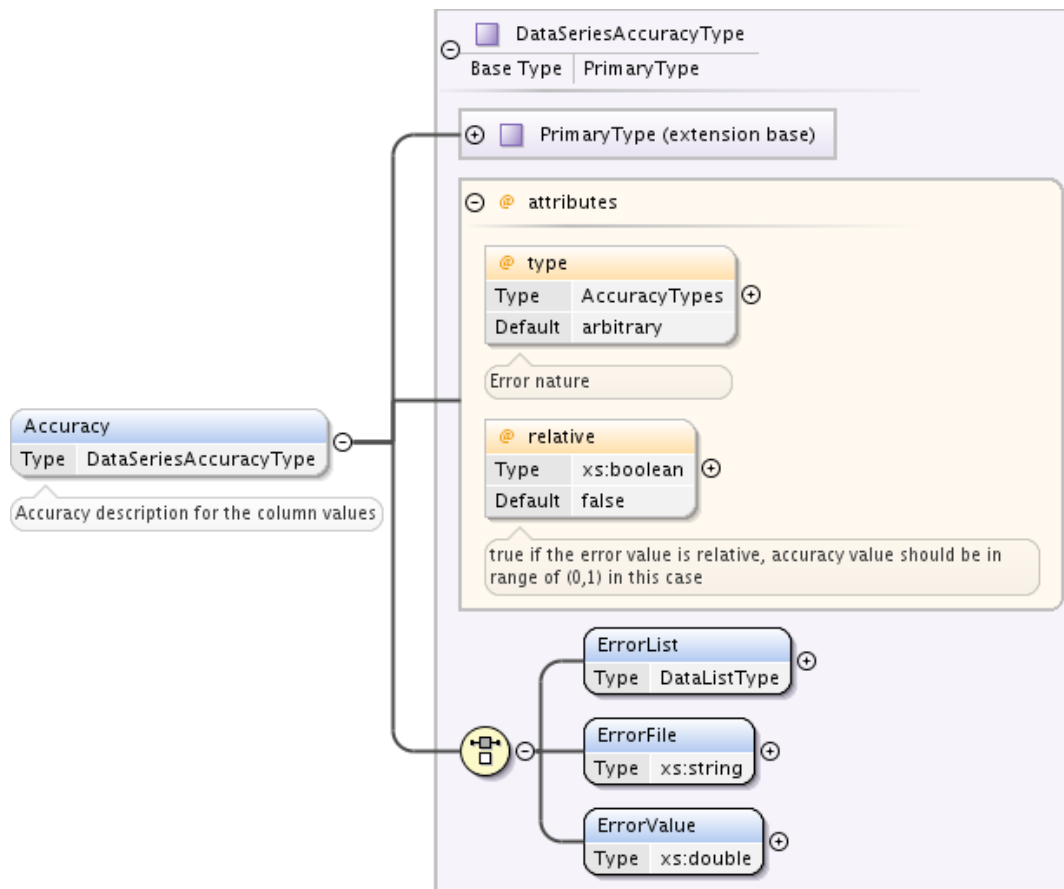 DataSeriesAccuracyType
Base Type PrimaryType
PrimaryType (extension base)
@ attributes
@ type
Type AccuracyTypes
Default arbitrary
Error nature
@ relative
Type xs:boolean
Default false
true if the error value is relative, accuracy value should be in
range of (0,1) in this case
Accuracy
Type DataSeriesAccuracyType
Accuracy description for the column values
ErrorList
Type DataListType
ErrorFile
Type xs:string
ErrorValue
Type xs:double